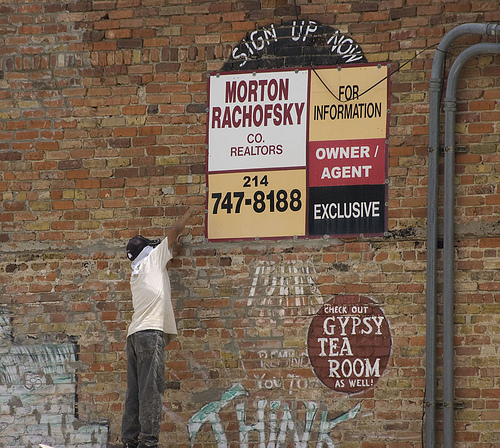 SIGN UP NOW
MORTON
RACHOFSKY
CO.
REALTORS
FOR
INFORMATION
OWNER /
AGENT
214
747-8188
EXCLUSIVE
CHECK OUT
GYPSY
TEA
ROOM
AS WELL!
YOU TO
THINK